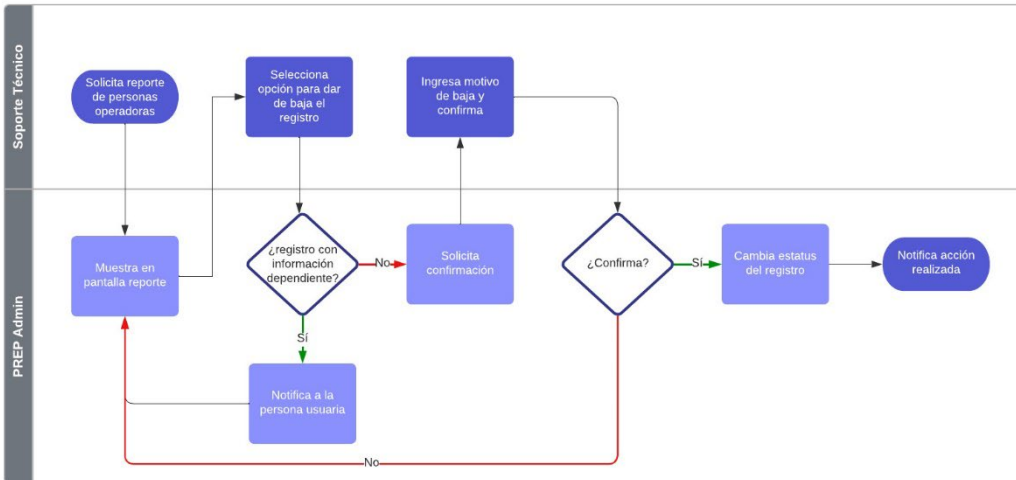 Soporte Técnico
Solicita reporte
de personas
operadoras
Selecciona
opción para dar
de baja el
registro
Ingresa motivo
de baja y
confirma
PREP Admin
Muestra en
pantalla reporte
¿registro con
información
dependiente?
No
Solicita
confirmación
¿Confirma?
Sí
Cambia estatus
del registro
Notifica acción
realizada
Sí
Notifica a la
persona usuaria
No